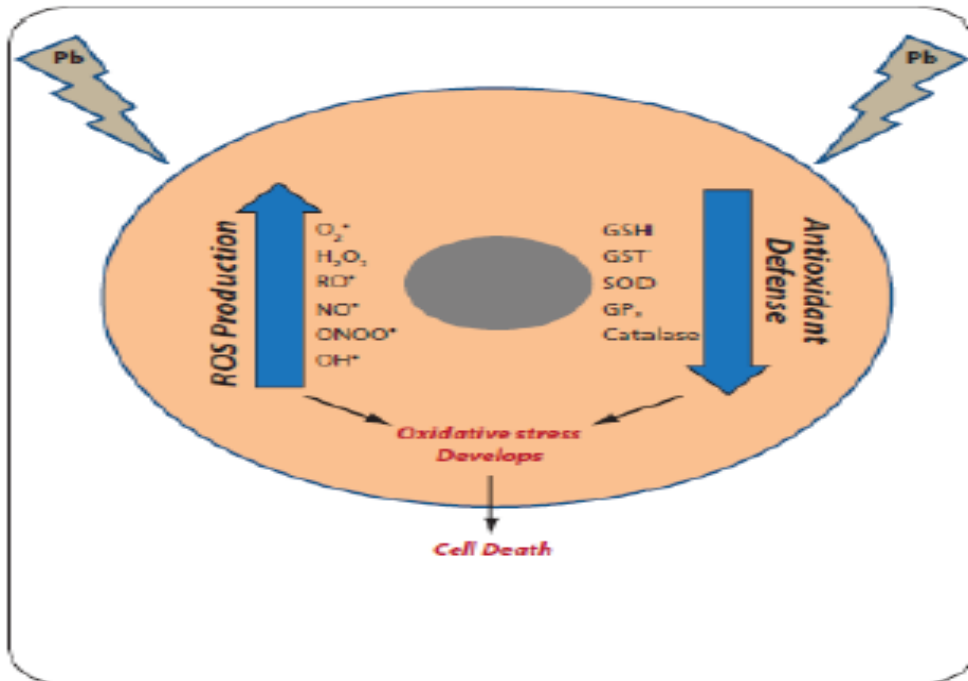 Pb
Pb
ROS Production
O₂•
H₂O₂
RO•
NO•
ONOO•
OH•
GSH
GST
SOD
GPₓ
Catalase
Antioxidant
Defense
Oxidative stress
Develops
Cell Death